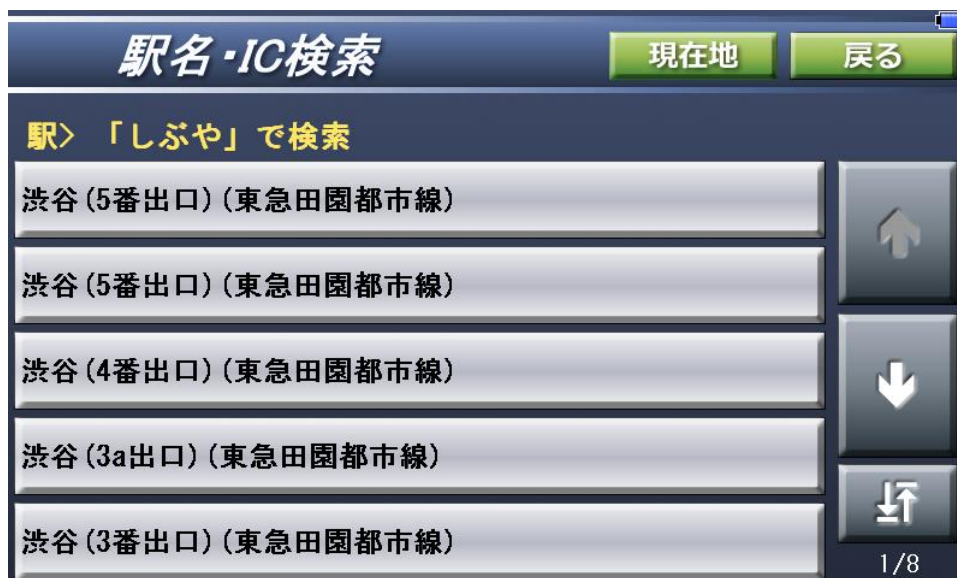 駅名・IC検索
現在地
戻る
駅> 「しぶや」で検索
渋谷(5番出口)(東急田園都市線)
渋谷(5番出口)(東急田園都市線)
渋谷(4番出口)(東急田園都市線)
渋谷(3a出口)(東急田園都市線)
渋谷(3番出口)(東急田園都市線)
1/8